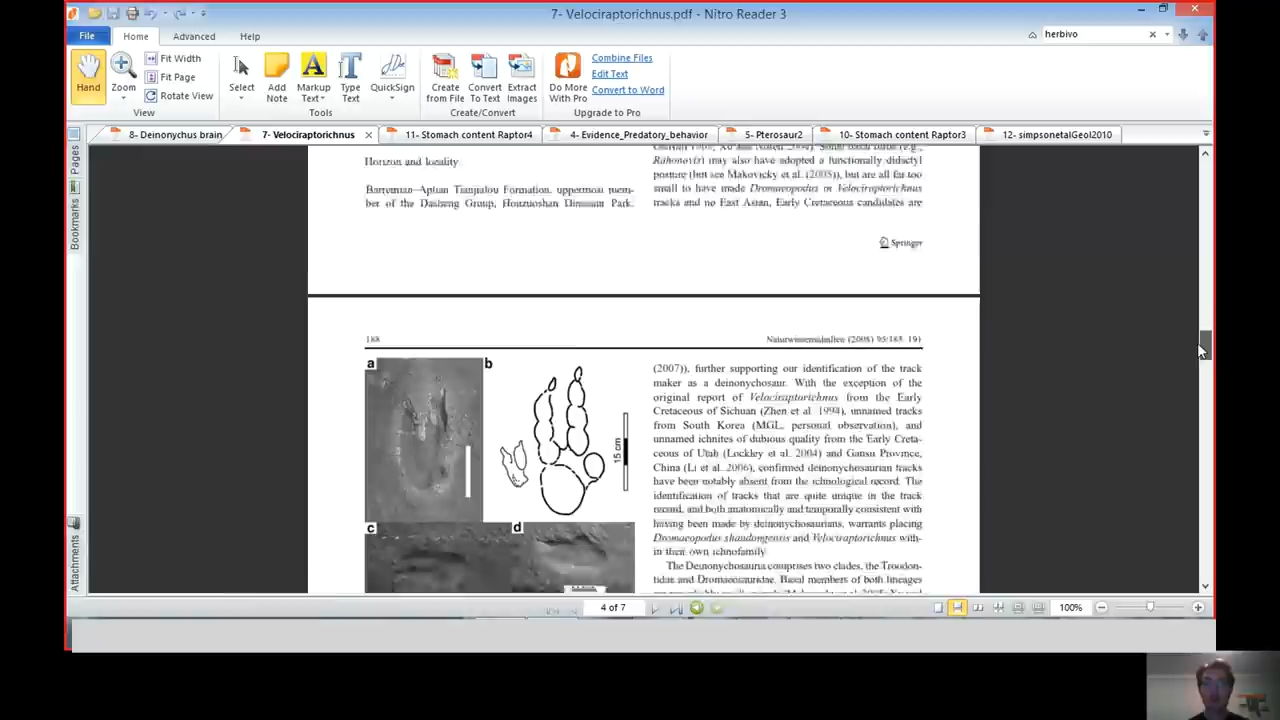 7- Velociraptorichnus.pdf - Nitro Reader 3
File Home Advanced Help herbivo
Hand Zoom Fit Width Fit Page Rotate View
Select Add Note Markup Text Type Text QuickSign
Create from File Convert To Text Extract Images
Do More With Pro Combine Files Edit Text Convert to Word
View Tools Create/Convert Upgrade to Pro
8- Deinonychus brain 7- Velociraptorichnus 11- Stomach content Raptor4 4- Evidence_Predatory_behavior 5- Pterosaur2 10- Stomach content Raptor3 12- simpsonetalGeol2010
Pages
Bookmarks
Attachments
Horizon and locality
Barremian–Aptian Tianjialou Formation, uppermost mem-
ber of the Dasheng Group, Houzuoshan Dinosaur Park,
Rahonavis) may also have adopted a functionally didactyl
posture (but see Makovicky et al. (2005)), but are all far too
small to have made Dromaeopodus or Velociraptorichnus
tracks and no East Asian, Early Cretaceous candidates are
Springer
188
Naturwissenschaften (2008) 95:185–191
a
b
15 cm
c
d
(2007)), further supporting our identification of the track
maker as a deinonychosaur. With the exception of the
original report of Velociraptorichnus from the Early
Cretaceous of Sichuan (Zhen et al. 1994), unnamed tracks
from South Korea (MGL, personal observation), and
unnamed ichnites of dubious quality from the Early Creta-
ceous of Utah (Lockley et al. 2004) and Gansu Province,
China (Li et al. 2006), confirmed deinonychosaurian tracks
have been notably absent from the ichnological record. The
identification of tracks that are quite unique in the track
record, and both anatomically and temporally consistent with
having been made by deinonychosaurians, warrants placing
Dromaeopodus shandongensis and Velociraptorichnus with-
in their own ichnofamily.
The Deinonychosauria comprises two clades, the Troodon-
tidae and Dromaeosauridae. Basal members of both lineages
4 of 7
100%